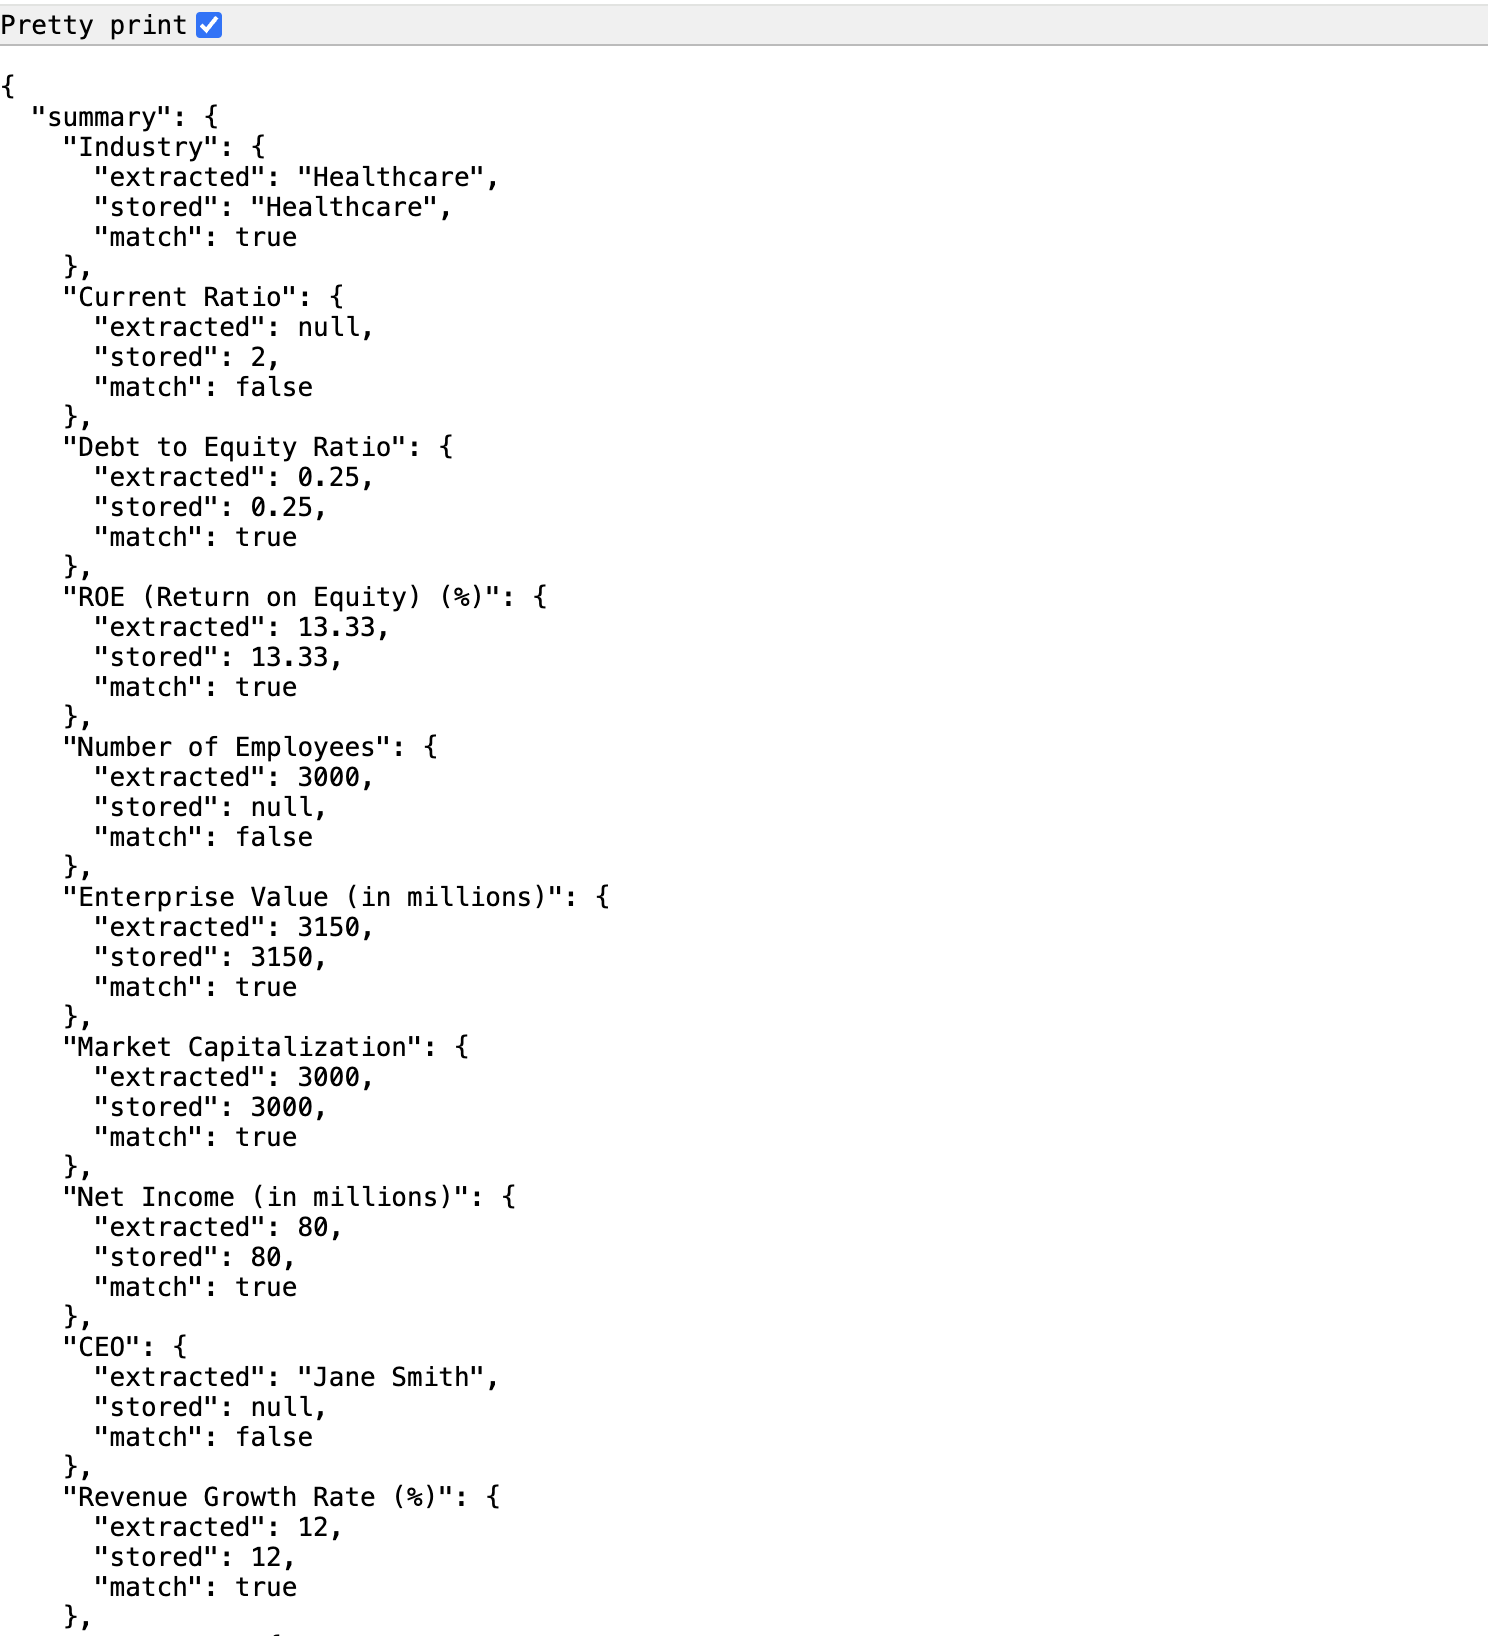 Pretty print
{
  "summary": {
    "Industry": {
      "extracted": "Healthcare",
      "stored": "Healthcare",
      "match": true
    },
    "Current Ratio": {
      "extracted": null,
      "stored": 2,
      "match": false
    },
    "Debt to Equity Ratio": {
      "extracted": 0.25,
      "stored": 0.25,
      "match": true
    },
    "ROE (Return on Equity) (%)": {
      "extracted": 13.33,
      "stored": 13.33,
      "match": true
    },
    "Number of Employees": {
      "extracted": 3000,
      "stored": null,
      "match": false
    },
    "Enterprise Value (in millions)": {
      "extracted": 3150,
      "stored": 3150,
      "match": true
    },
    "Market Capitalization": {
      "extracted": 3000,
      "stored": 3000,
      "match": true
    },
    "Net Income (in millions)": {
      "extracted": 80,
      "stored": 80,
      "match": true
    },
    "CEO": {
      "extracted": "Jane Smith",
      "stored": null,
      "match": false
    },
    "Revenue Growth Rate (%)": {
      "extracted": 12,
      "stored": 12,
      "match": true
    },